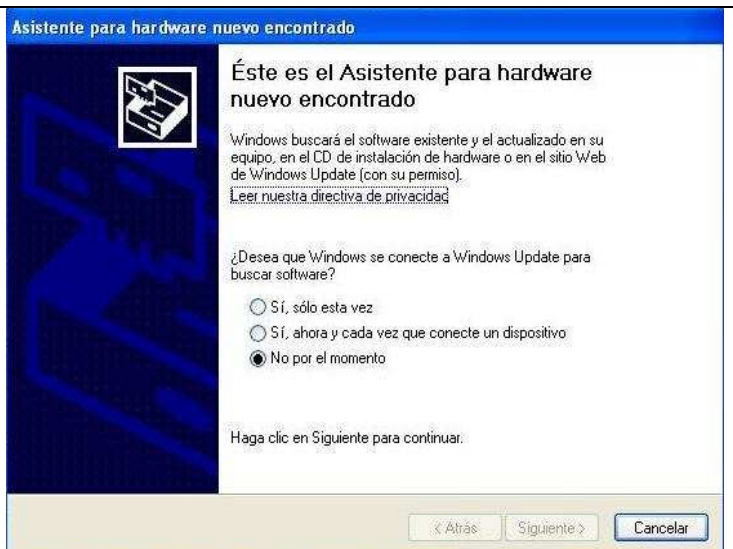 Asistente para hardware nuevo encontrado
Éste es el Asistente para hardware
nuevo encontrado
Windows buscará el software existente y el actualizado en su
equipo, en el CD de instalación de hardware o en el sitio Web
de Windows Update (con su permiso).
Leer nuestra directiva de privacidad
¿Desea que Windows se conecte a Windows Update para
buscar software?
Sí, sólo esta vez
Sí, ahora y cada vez que conecte un dispositivo
No por el momento
Haga clic en Siguiente para continuar.
< Atrás Siguiente > Cancelar